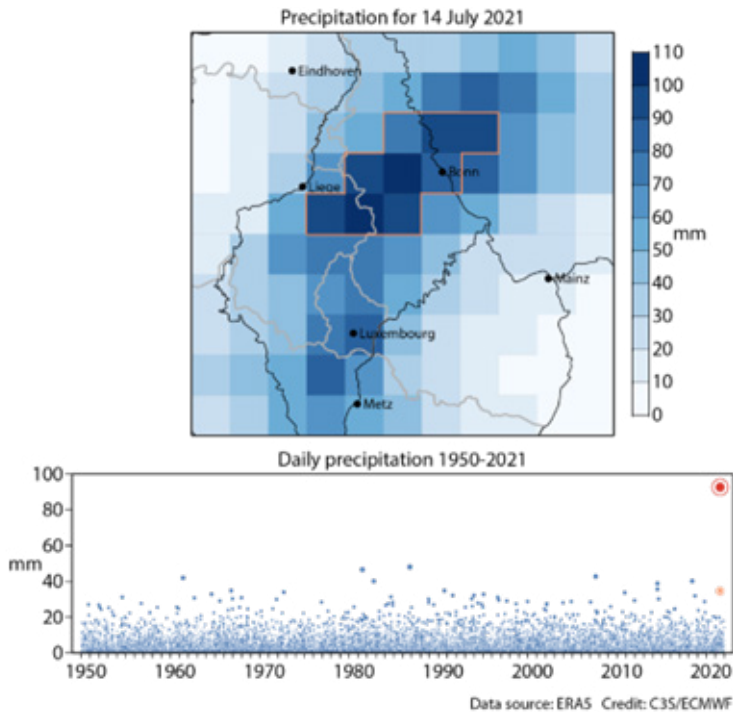 Precipitation for 14 July 2021
Eindhoven
Liege
Bonn
Mainz
Luxembourg
Metz
110
100
90
80
70
60
50
40
30
20
10
0
mm
Daily precipitation 1950-2021
100
80
60
40
20
0
mm
1950 1960 1970 1980 1990 2000 2010 2020
Data source: ERA5 Credit: C3S/ECMWF